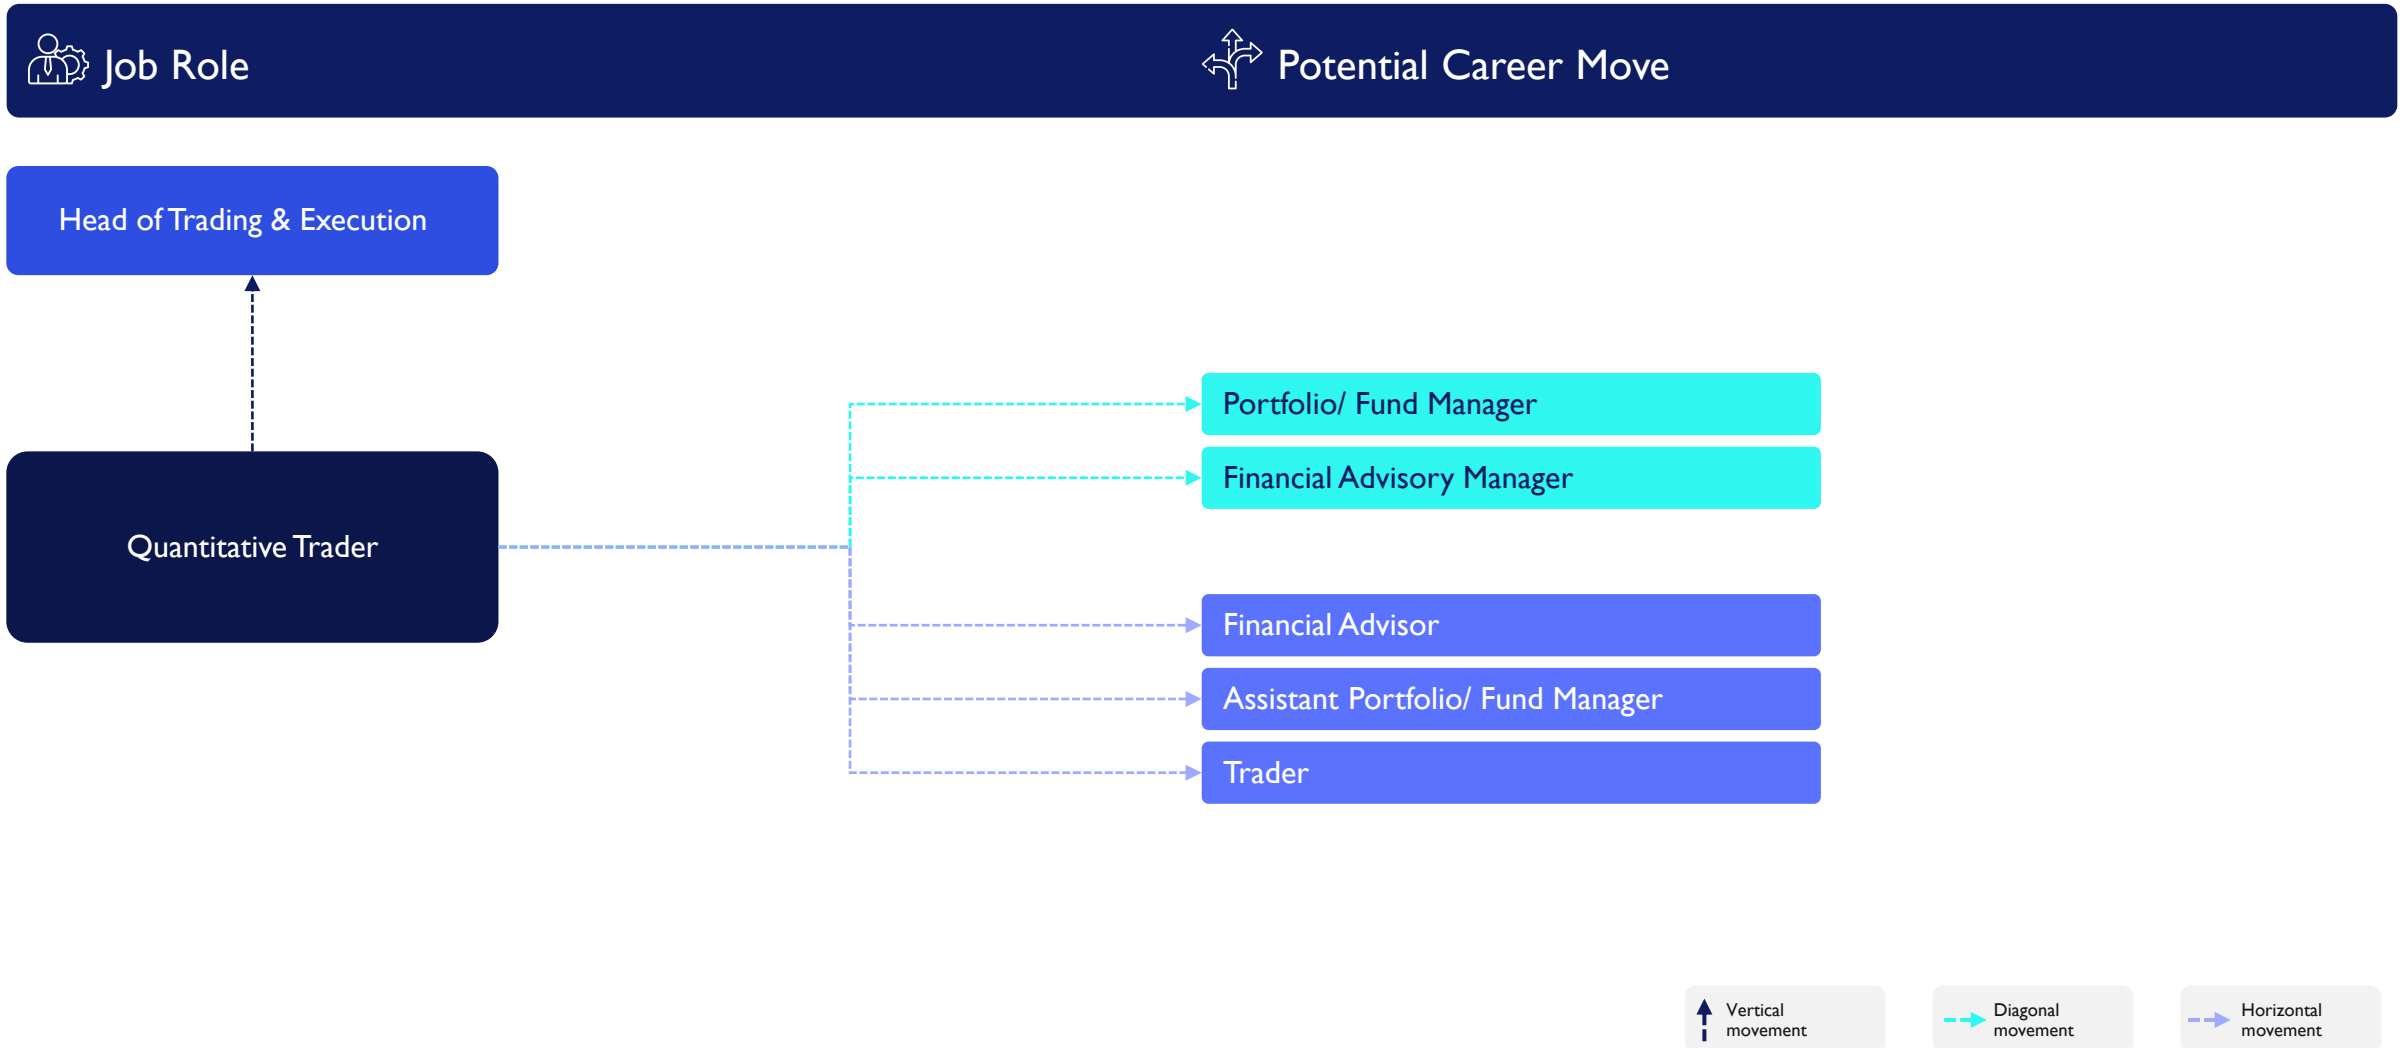 Job Role
Potential Career Move
Head of Trading & Execution
Quantitative Trader
Portfolio/ Fund Manager
Financial Advisory Manager
Financial Advisor
Assistant Portfolio/ Fund Manager
Trader
Vertical
movement
Diagonal
movement
Horizontal
movement